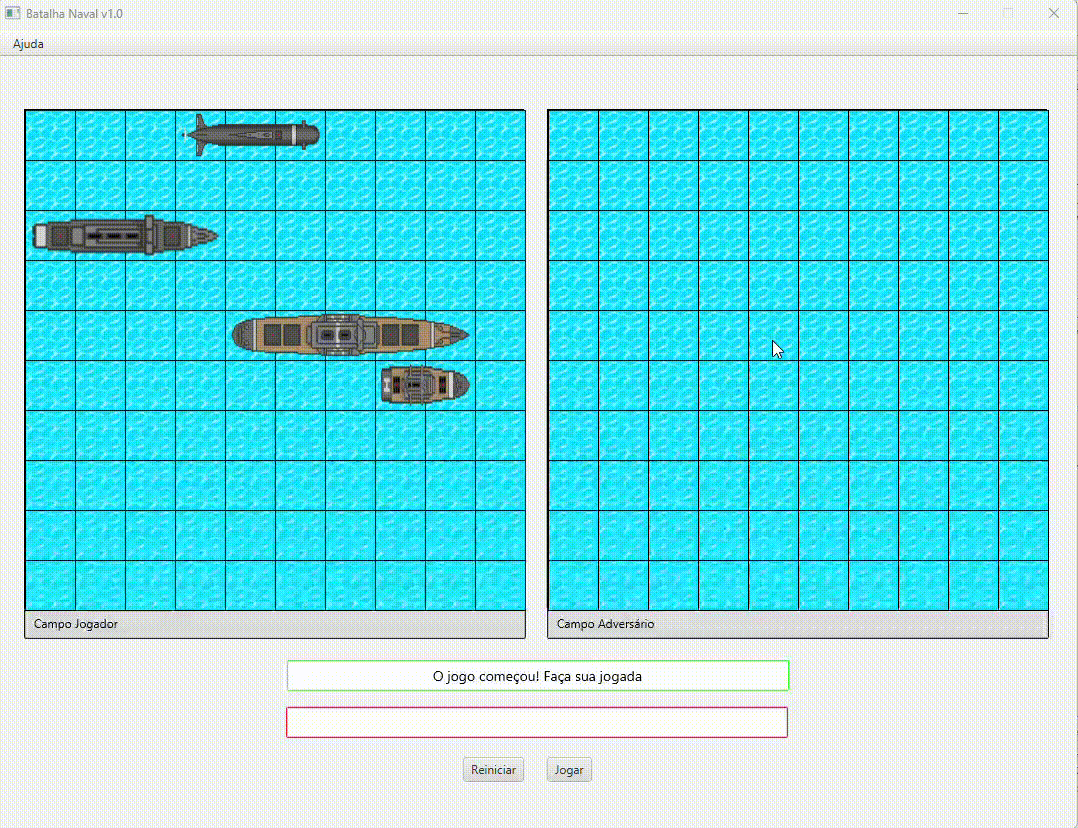 Batalha Naval v1.0
Ajuda
Campo Jogador
Campo Adversário
O jogo começou! Faça sua jogada
Reiniciar
Jogar